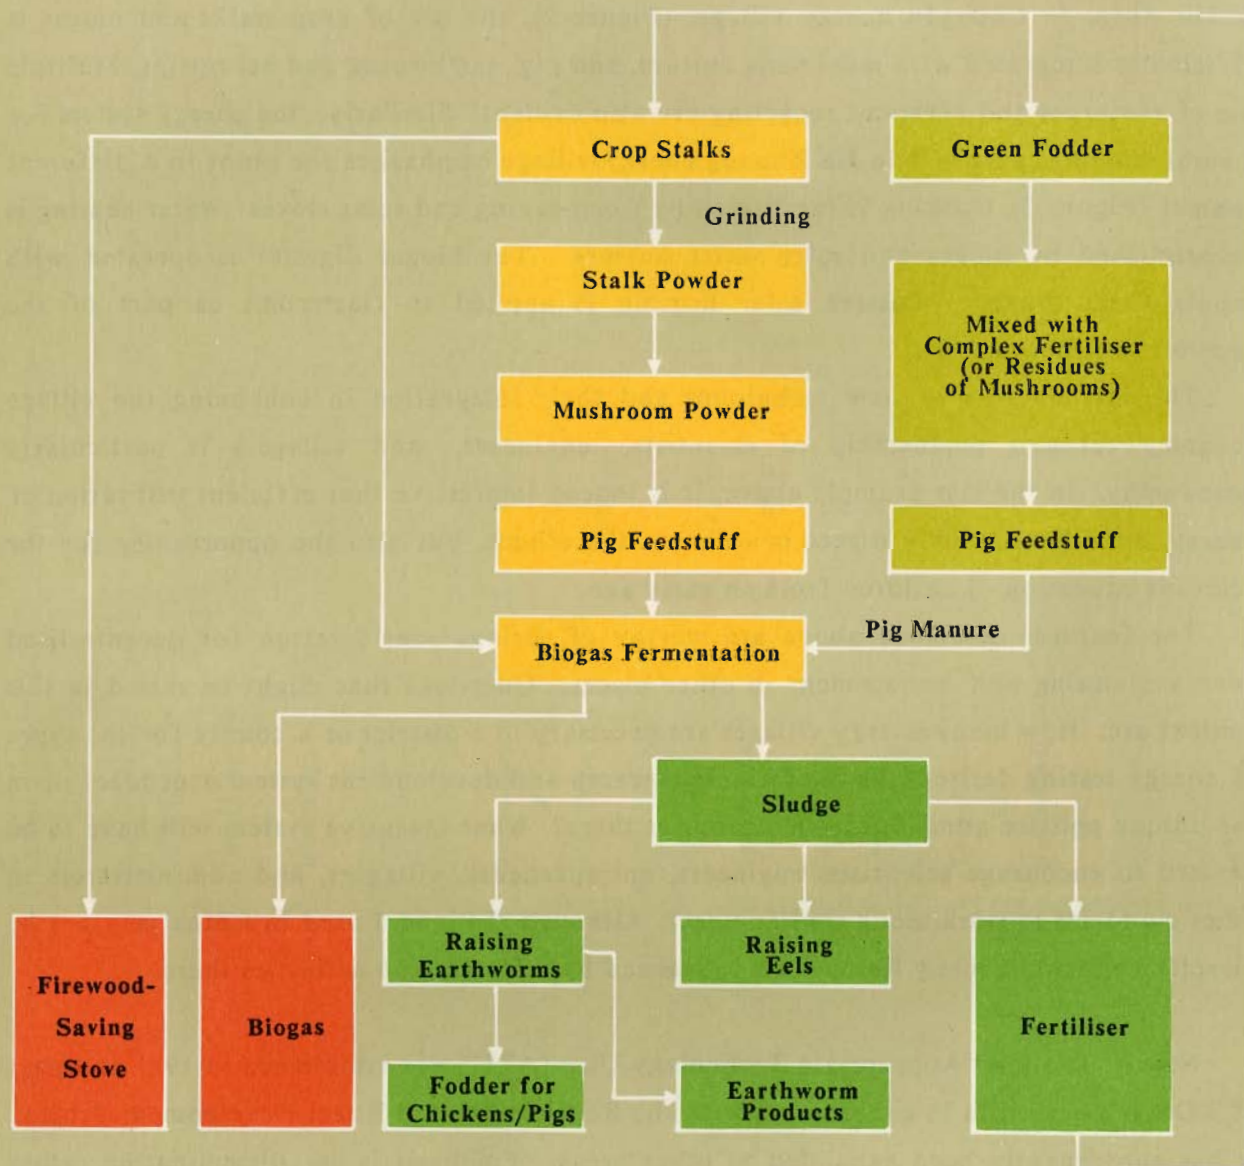 Crop Stalks
Green Fodder
Grinding
Stalk Powder
Mixed with
Complex Fertiliser
(or Residues
of Mushrooms)
Mushroom Powder
Pig Feedstuff
Pig Feedstuff
Pig Manure
Biogas Fermentation
Sludge
Raising
Earthworms
Raising
Eels
Firewood-
Saving
Stove
Biogas
Fertiliser
Fodder for
Chickens/Pigs
Earthworm
Products